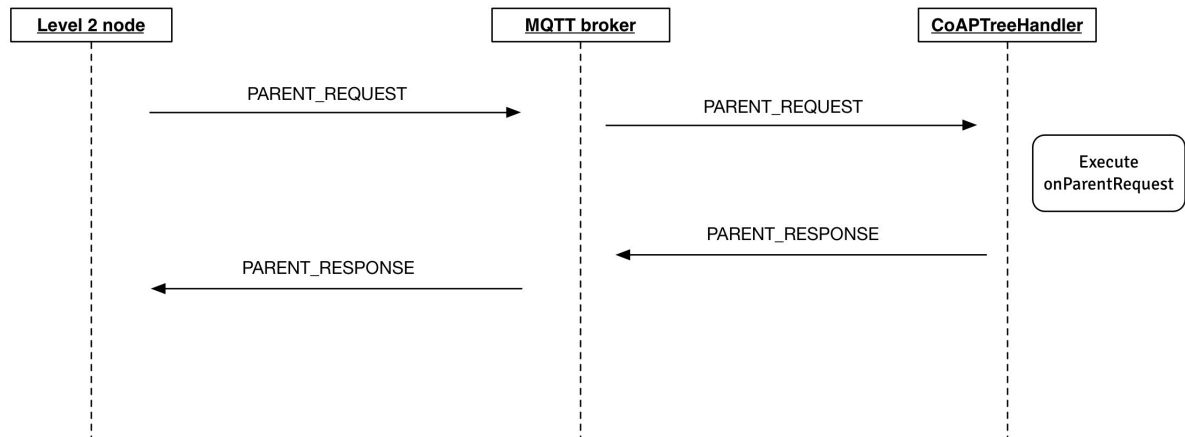 Level 2 node
MQTT broker
CoAPTreeHandler
PARENT_REQUEST
PARENT_REQUEST
Execute
onParentRequest
PARENT_RESPONSE
PARENT_RESPONSE